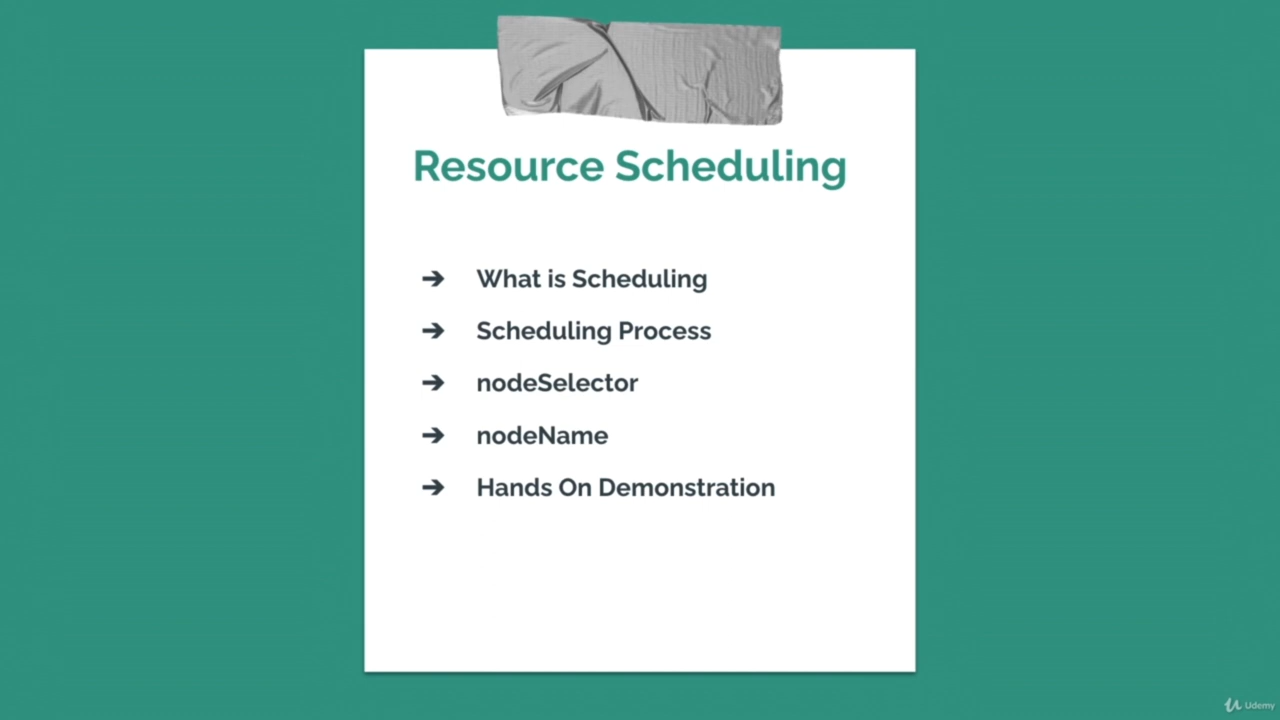 Resource Scheduling
➔ What is Scheduling
➔ Scheduling Process
➔ nodeSelector
➔ nodeName
➔ Hands On Demonstration
Udemy